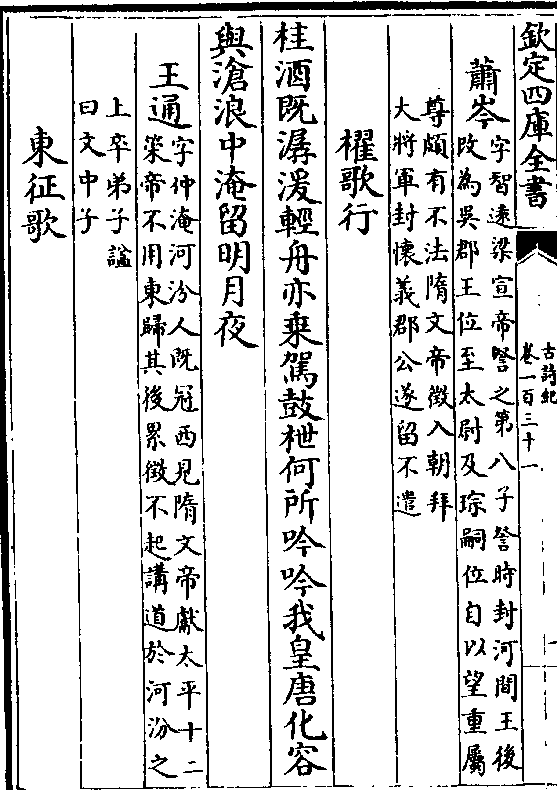 欽定四庫全書
古詩紀
卷一百三十一
蕭岑
字智遠梁宣帝詧之第八子詧時封河間王後
改為吳郡王位至太尉及琮嗣位自以望重屬
尊頗有不法隋文帝徵入朝拜
大將軍封懷義郡公遂留不遣
櫂歌行
桂酒既潺湲輕舟亦乗駕鼓枻何所吟吟我皇唐化容
與滄浪中淹留明月夜
王通
字仲淹河汾人既冠西見隋文帝獻太平十二
策帝不用東歸其後累徵不起講道於河汾之
上卒弟子諡
曰文中子
東征歌